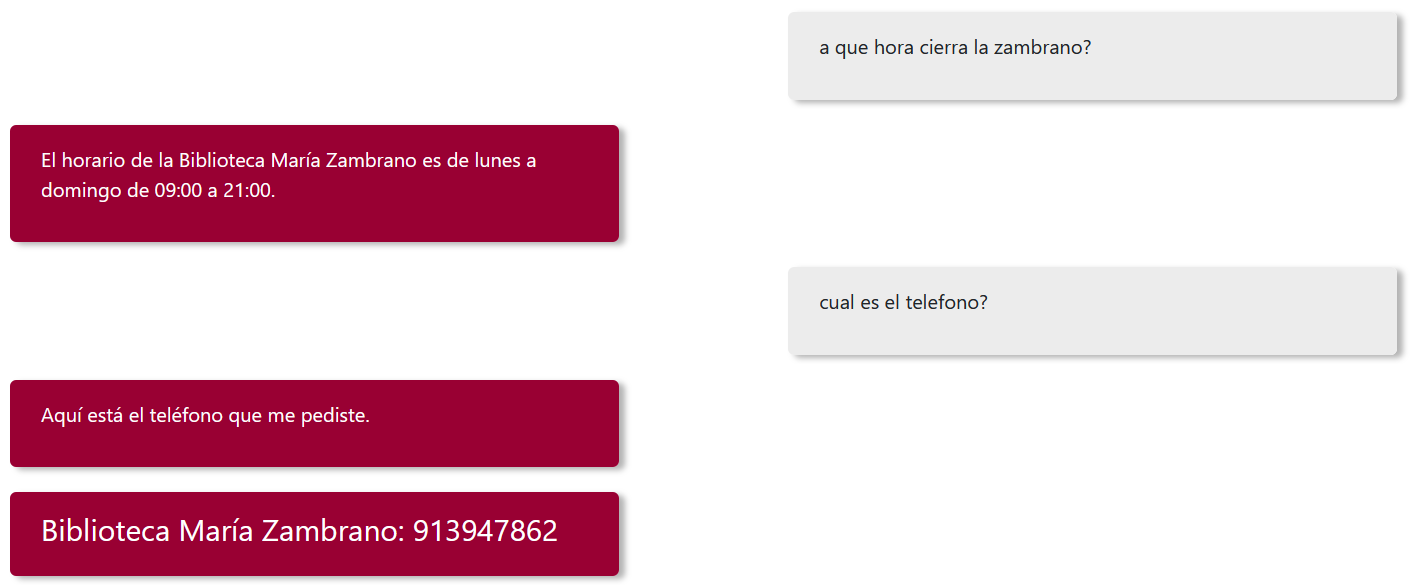 a que hora cierra la zambrano?
El horario de la Biblioteca María Zambrano es de lunes a
domingo de 09:00 a 21:00.
cual es el telefono?
Aquí está el teléfono que me pediste.
Biblioteca María Zambrano: 913947862